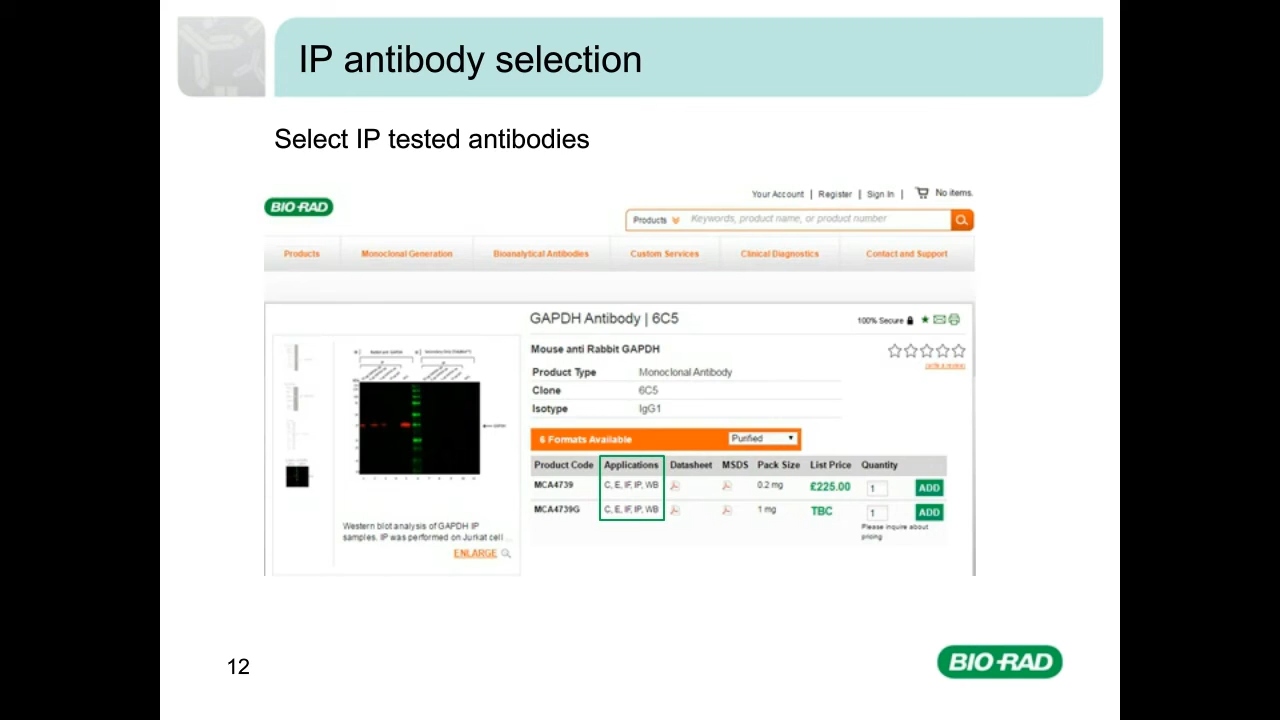 IP antibody selection
Select IP tested antibodies
Your Account | Register | Sign In | No items.
BIO-RAD
Products Keywords, product name, or product number
Products Monoclonal Generation Bioanalytical Antibodies Custom Services Clinical Diagnostics Contact and Support
GAPDH Antibody | 6C5
100% Secure
Mouse anti Rabbit GAPDH
(write a review)
Product Type Monoclonal Antibody
Clone 6C5
Isotype IgG1
6 Formats Available Purified
Product Code Applications Datasheet MSDS Pack Size List Price Quantity
MCA4739 C, E, IF, IP, WB 0.2 mg £225.00 1 ADD
MCA4739G C, E, IF, IP, WB 1 mg TBC 1 ADD
Please inquire about
pricing
Western blot analysis of GAPDH IP
samples. IP was performed on Jurkat cell ...
ENLARGE
12
BIO-RAD